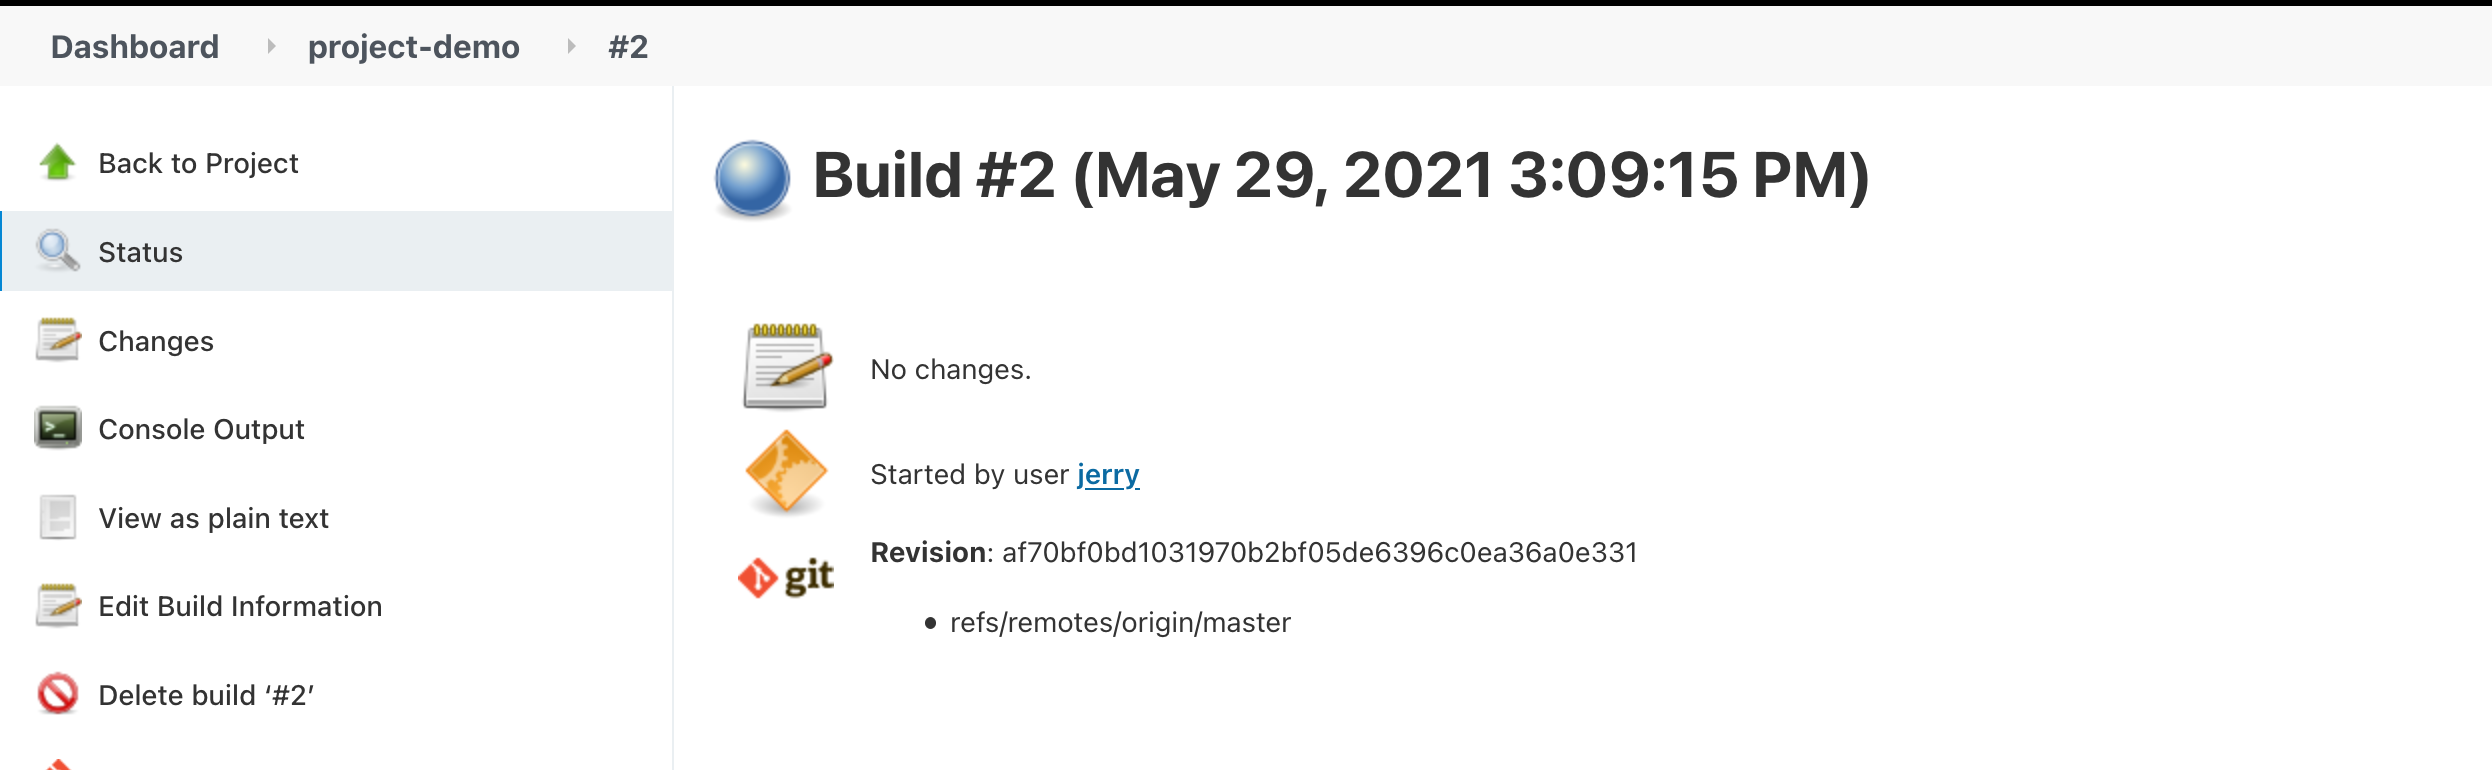 Dashboard project-demo #2
Back to Project
Status
Changes
Console Output
View as plain text
Edit Build Information
Delete build ‘#2’
Build #2 (May 29, 2021 3:09:15 PM)
No changes.
Started by user jerry
git
Revision: af70bf0bd1031970b2bf05de6396c0ea36a0e331
refs/remotes/origin/master